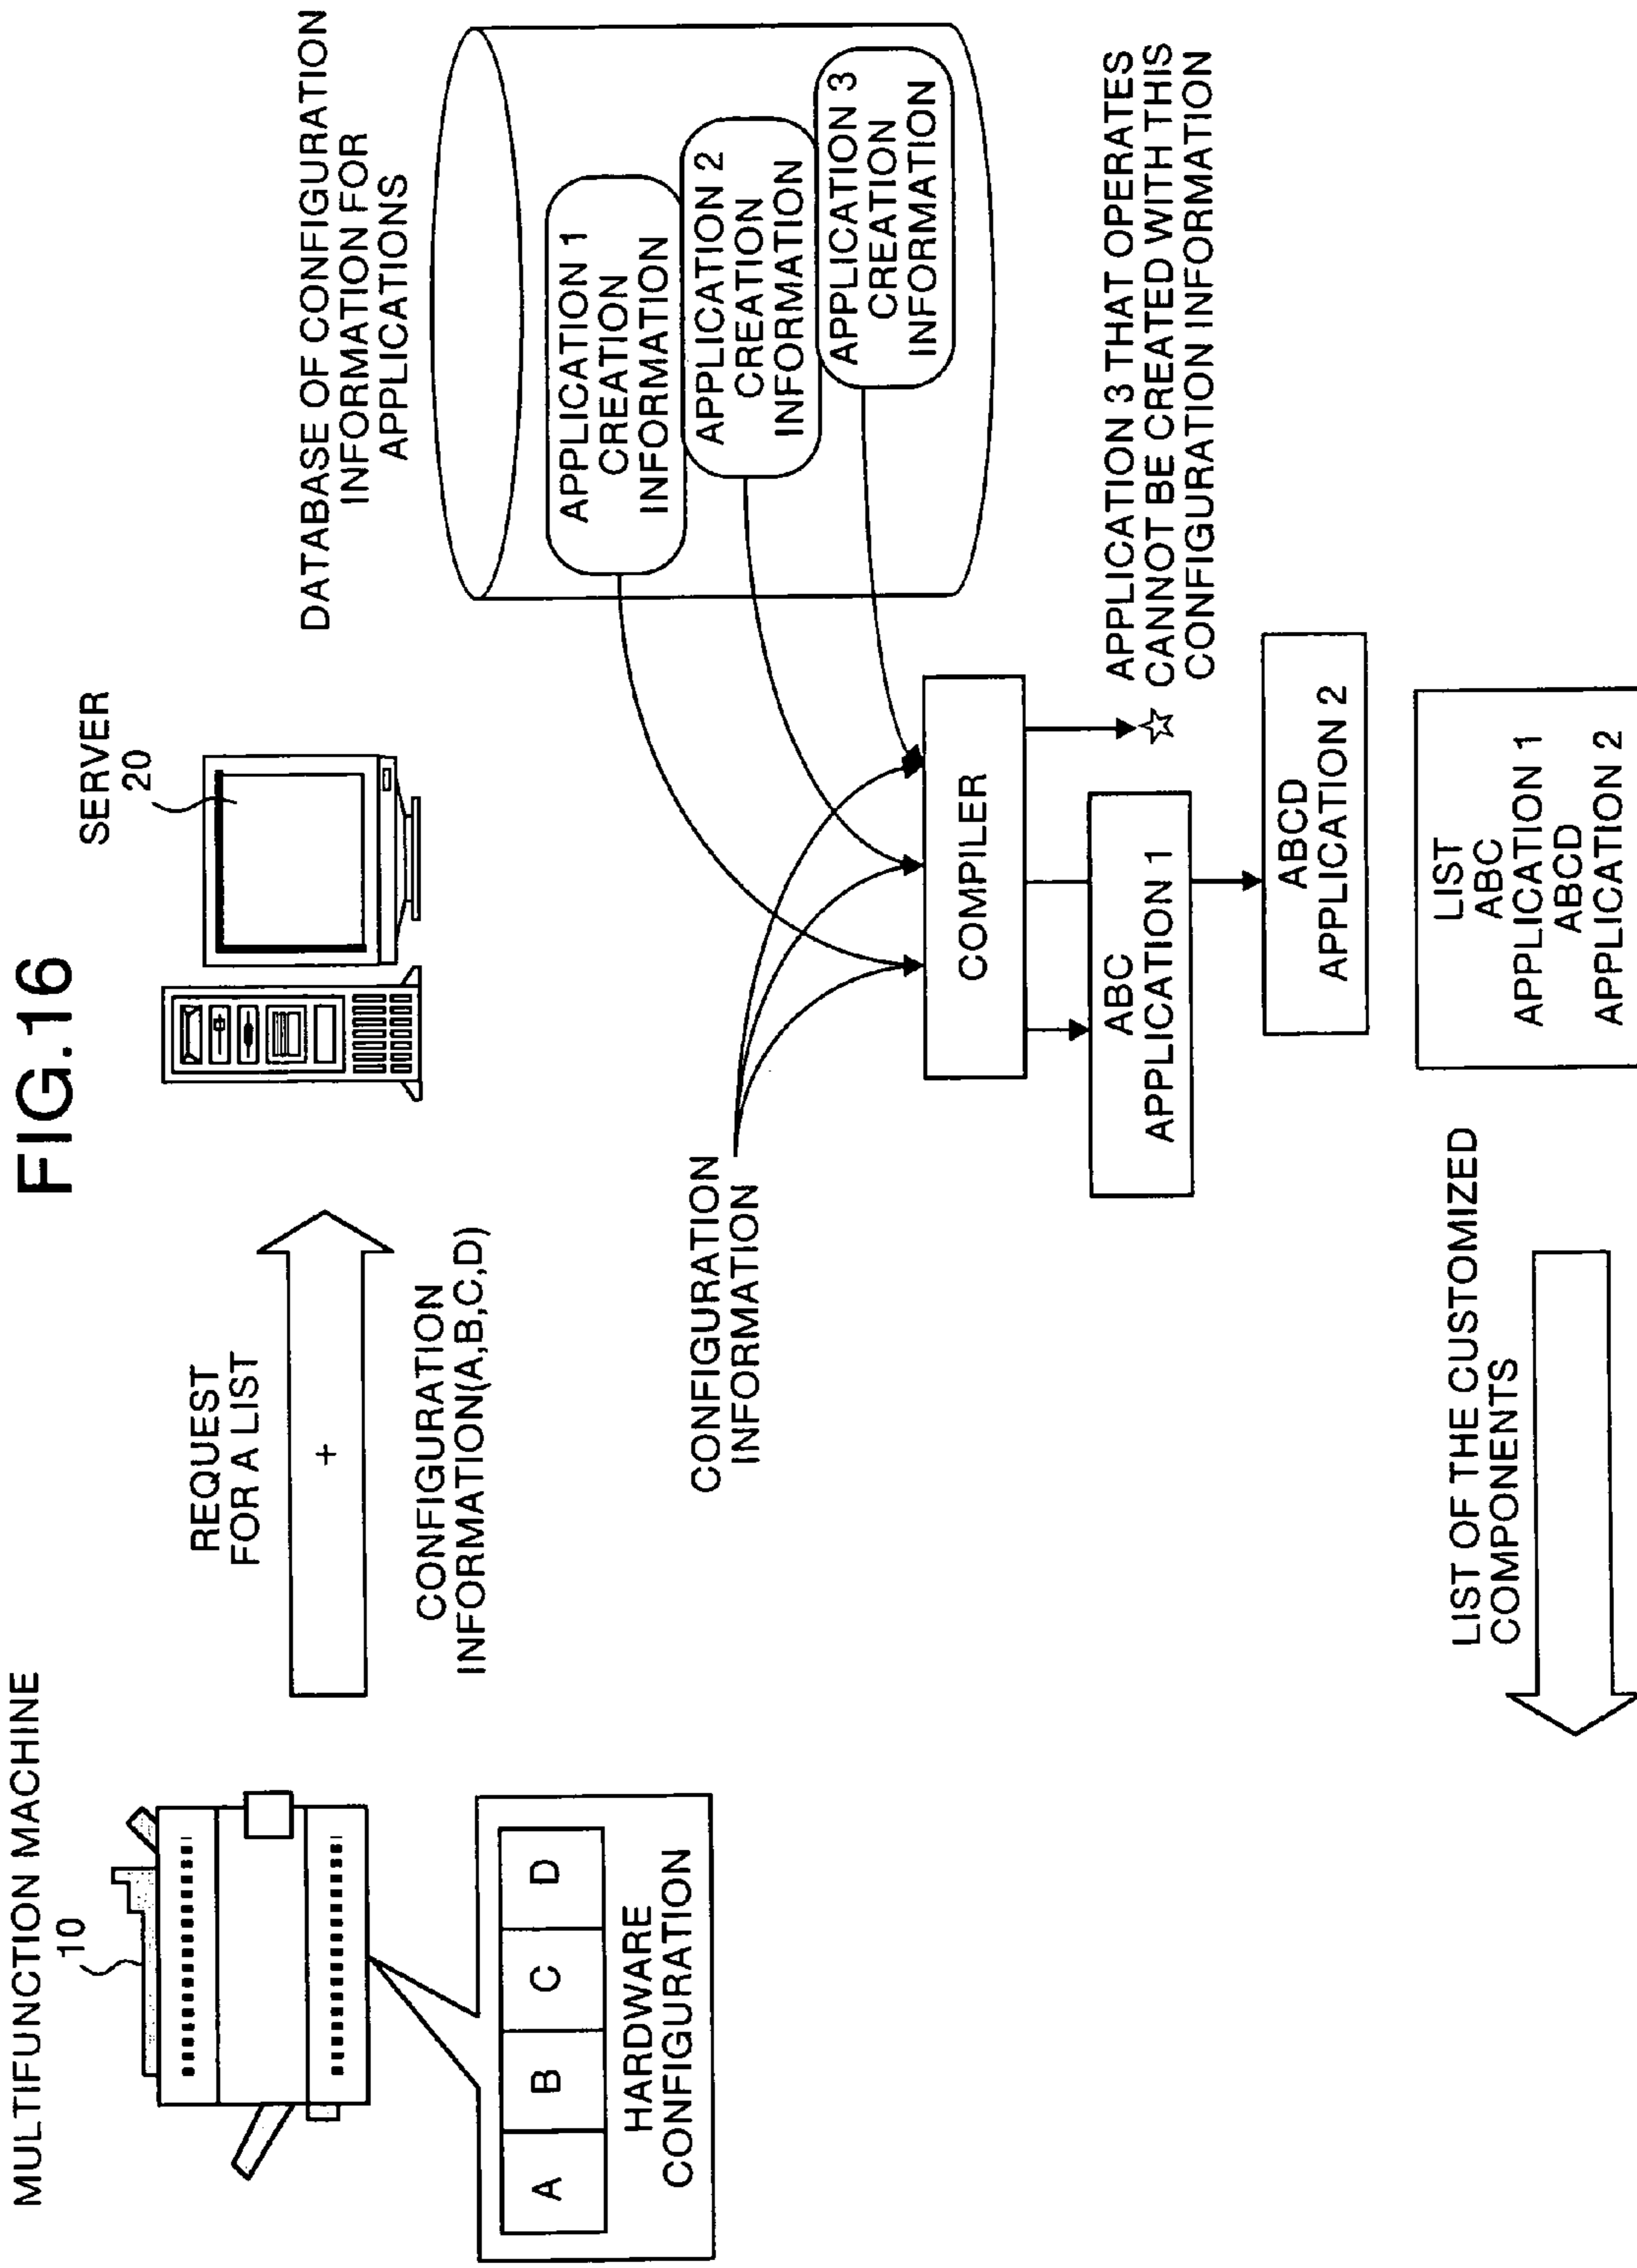 FIG.16
MULTIFUNCTION MACHINE
10
A
B
C
D
HARDWARE
CONFIGURATION
REQUEST
FOR A LIST
+
CONFIGURATION
INFORMATION(A,B,C,D)
SERVER
20
DATABASE OF CONFIGURATION
INFORMATION FOR
APPLICATIONS
APPLICATION 1
CREATION
INFORMATION
APPLICATION 2
CREATION
INFORMATION
APPLICATION 3
CREATION
INFORMATION
CONFIGURATION
INFORMATION
COMPILER
APPLICATION 3 THAT OPERATES
CANNOT BE CREATED WITH THIS
CONFIGURATION INFORMATION
ABC
APPLICATION 1
ABCD
APPLICATION 2
LIST
ABC
APPLICATION 1
ABCD
APPLICATION 2
LIST OF THE CUSTOMIZED
COMPONENTS